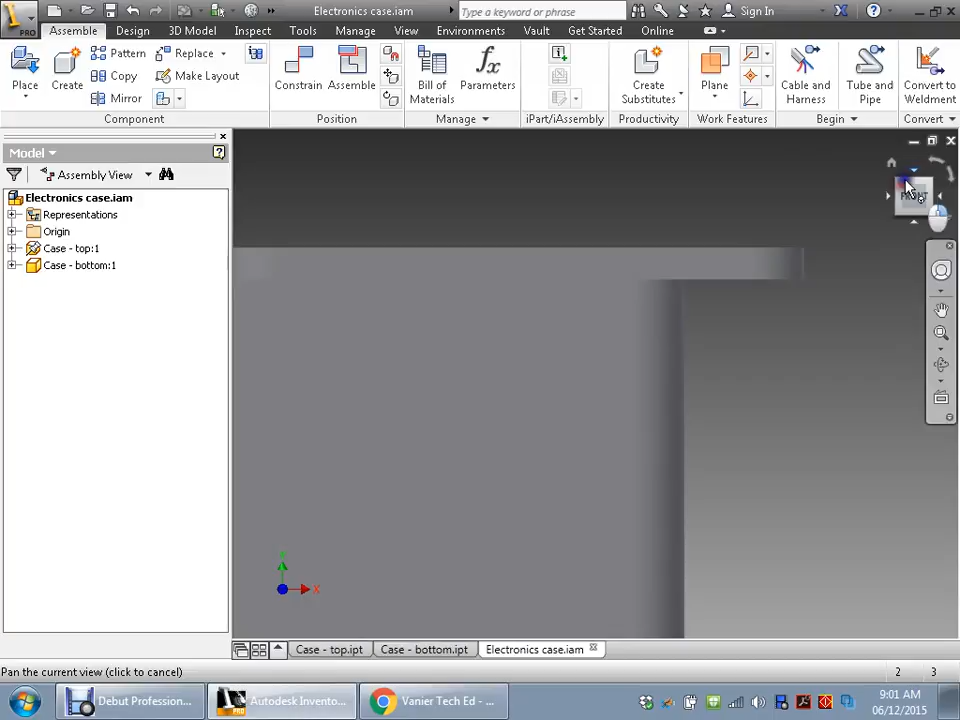 Electronics case.iam
Type a keyword or phrase
Sign In
PRO
Assemble
Design
3D Model
Inspect
Tools
Manage
View
Environments
Vault
Get Started
Online
Place
Create
Pattern
Copy
Mirror
Replace
Make Layout
Constrain
Assemble
Bill of
Materials
fx
Parameters
Create
Substitutes
Plane
Cable and
Harness
Tube and
Pipe
Convert to
Weldment
Component
Position
Manage
iPart/iAssembly
Productivity
Work Features
Begin
Convert
Model
Assembly View
Electronics case.iam
Representations
Origin
Case - top:1
Case - bottom:1
FRONT
Y
X
Case - top.ipt
Case - bottom.ipt
Electronics case.iam
Pan the current view (click to cancel)
2
3
Debut Profession...
Autodesk Invento...
Vanier Tech Ed - ...
9:01 AM
06/12/2015